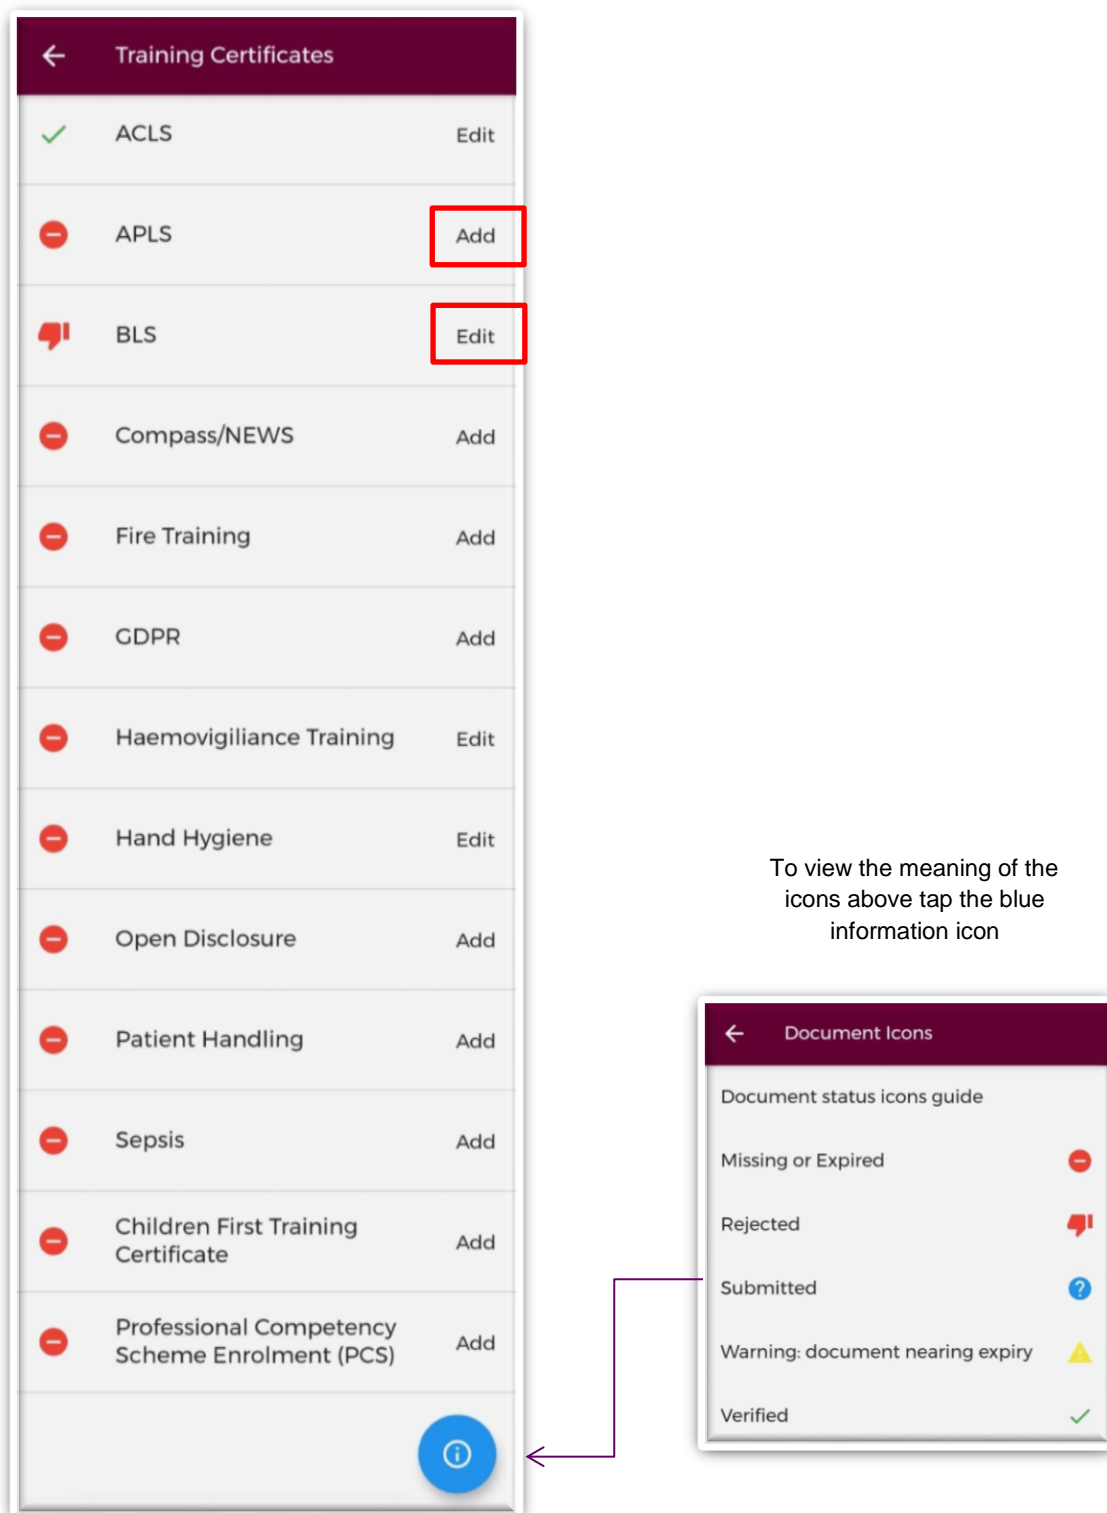 Training Certificates
ACLS Edit
APLS Add
BLS Edit
Compass/NEWS Add
Fire Training Add
GDPR Add
Haemovigiliance Training Edit
Hand Hygiene Edit
Open Disclosure Add
Patient Handling Add
Sepsis Add
Children First Training
Certificate Add
Professional Competency
Scheme Enrolment (PCS) Add
To view the meaning of the
icons above tap the blue
information icon
Document Icons
Document status icons guide
Missing or Expired
Rejected
Submitted
Warning: document nearing expiry
Verified